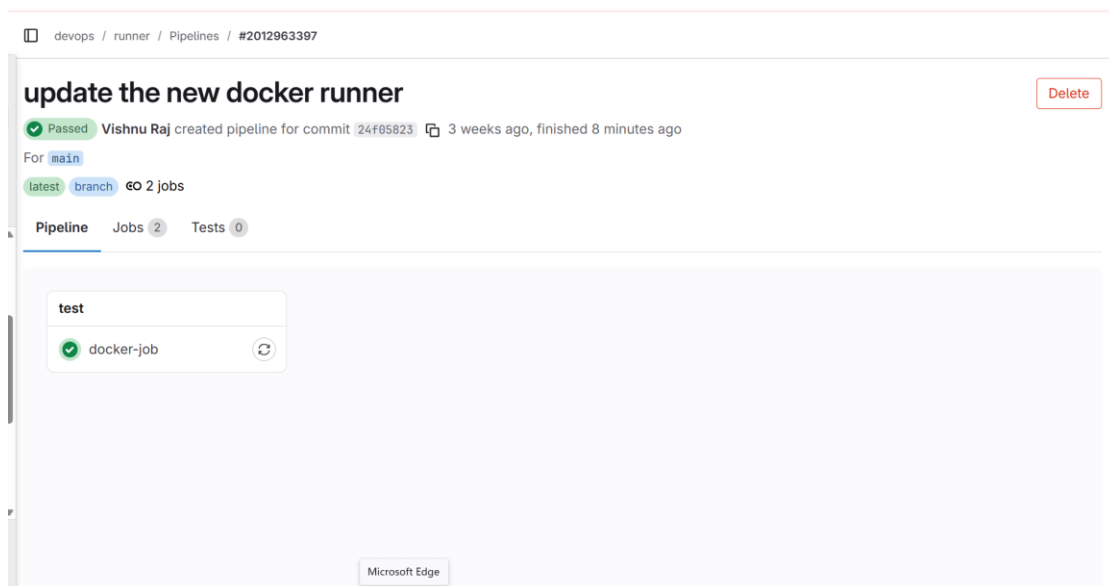 devops / runner / Pipelines / #2012963397
update the new docker runner
Delete
Passed Vishnu Raj created pipeline for commit 24f05823 3 weeks ago, finished 8 minutes ago
For main
latest branch 2 jobs
Pipeline Jobs 2 Tests 0
test
docker-job
Microsoft Edge